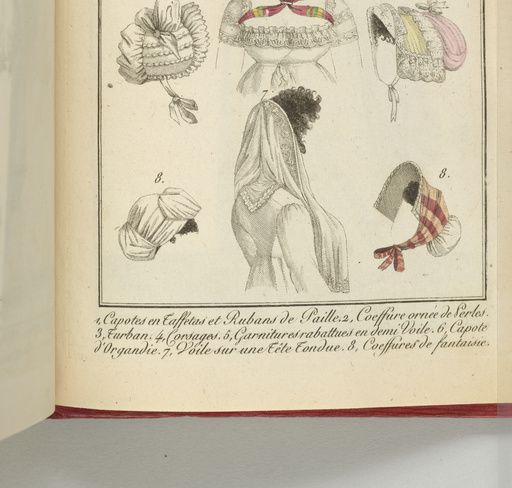 7
8.
8.
1, Capotes en Taffetas et Rubans de Paille. 2, Coeffure ornée de Perles.
3, Turban. 4, Corsages. 5, Garnitures rabattues en demi Voile. 6, Capote
d'Organdie. 7, Voile sur une Tête Tondue. 8, Coeffures de fantaisie.